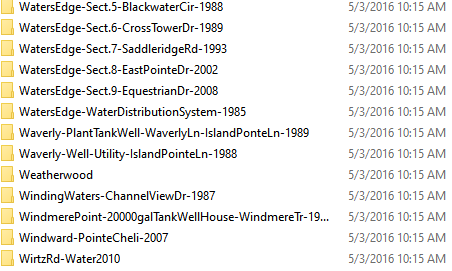 WatersEdge-Sect.5-BlackwaterCir-1988 5/3/2016 10:15 AM
WatersEdge-Sect.6-CrossTowerDr-1989 5/3/2016 10:15 AM
WatersEdge-Sect.7-SaddleridgeRd-1993 5/3/2016 10:15 AM
WatersEdge-Sect.8-EastPointeDr-2002 5/3/2016 10:15 AM
WatersEdge-Sect.9-EquestrianDr-2008 5/3/2016 10:15 AM
WatersEdge-WaterDistributionSystem-1985 5/3/2016 10:15 AM
Waverly-PlantTankWell-WaverlyLn-IslandPonteLn-1989 5/3/2016 10:15 AM
Waverly-Well-Utility-IslandPointeLn-1988 5/3/2016 10:15 AM
Weatherwood 5/3/2016 10:15 AM
WindingWaters-ChannelViewDr-1987 5/3/2016 10:15 AM
WindmerePoint-20000galTankWellHouse-WindmereTr-19... 5/3/2016 10:15 AM
Windward-PointeCheli-2007 5/3/2016 10:15 AM
WirtzRd-Water2010 5/3/2016 10:15 AM